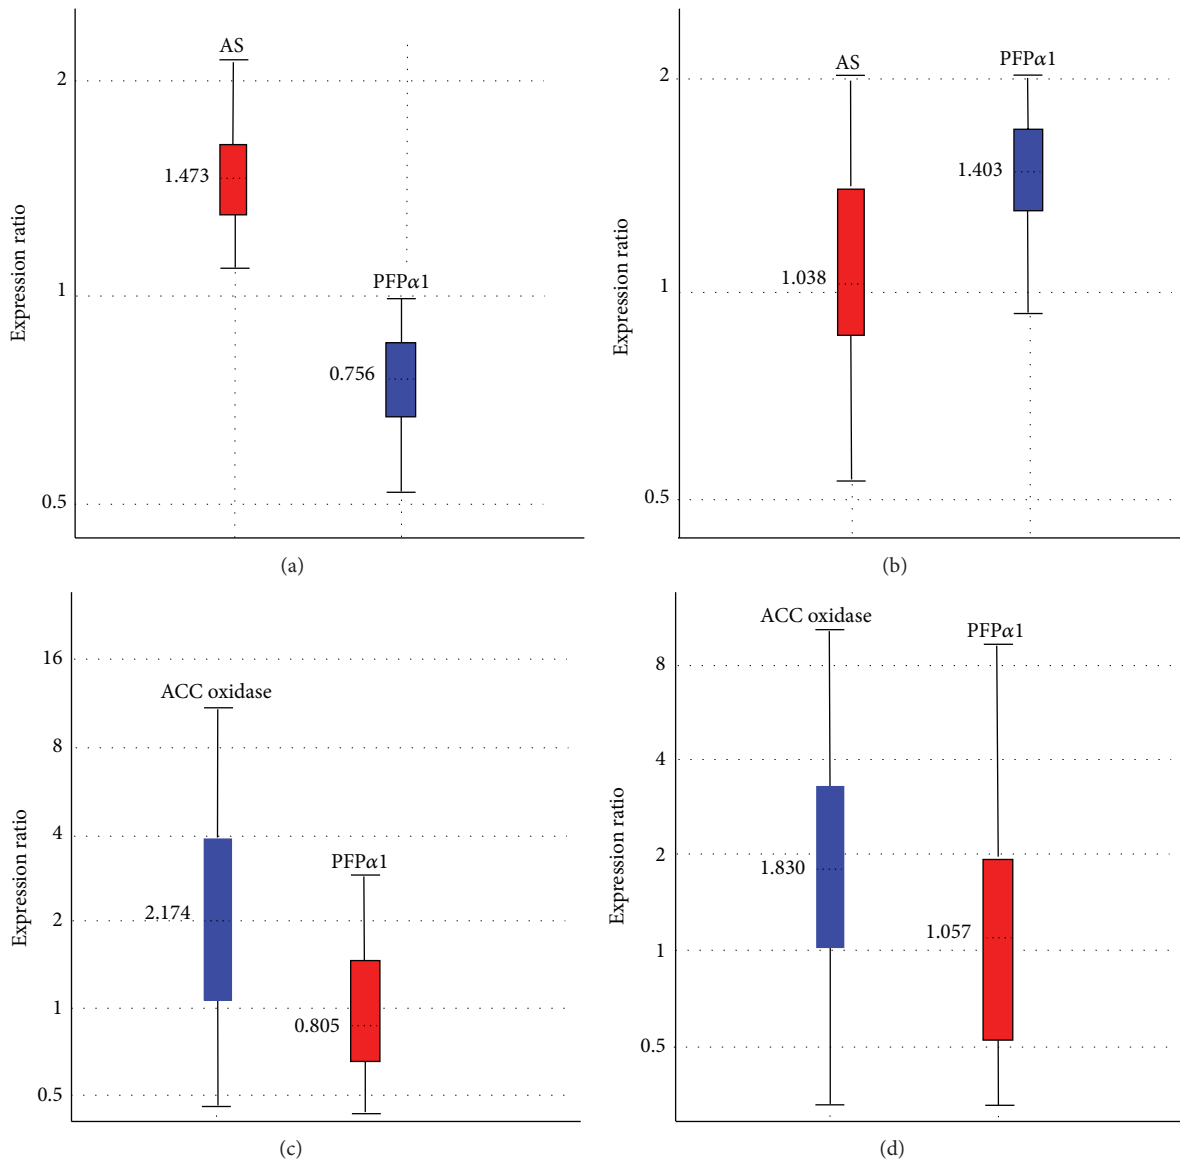 AS
2
1.473
PFPα1
1
0.756
0.5
Expression ratio
(a)
AS
PFPα1
2
1.403
1.038
1
0.5
Expression ratio
(b)
16
ACC oxidase
8
4
PFPα1
2.174
2
1
0.805
0.5
Expression ratio
(c)
ACC oxidase
PFPα1
8
4
2
1.830
1.057
1
0.5
Expression ratio
(d)